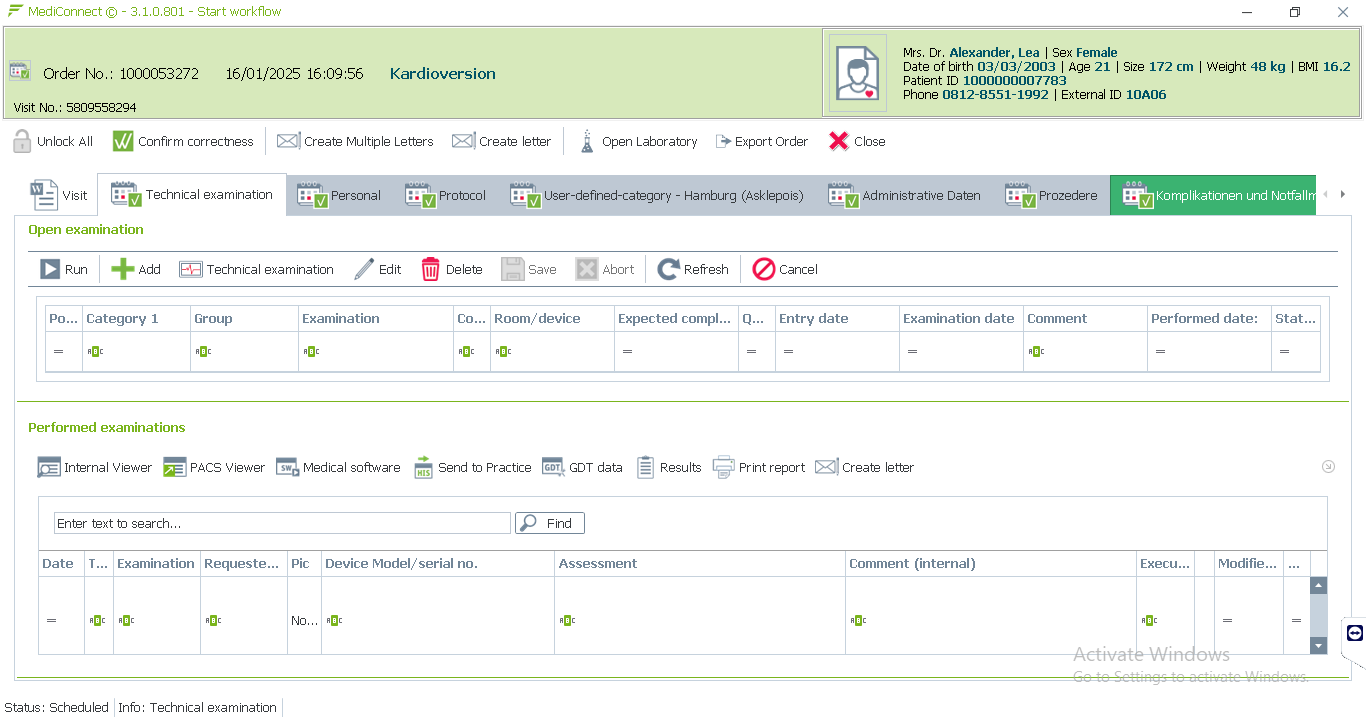 MediConnect © - 3.1.0.801 - Start workflow
Order No.: 1000053272 16/01/2025 16:09:56 Kardioversion
Visit No.: 5809558294
Mrs. Dr. Alexander, Lea | Sex Female
Date of birth 03/03/2003 | Age 21 | Size 172 cm | Weight 48 kg | BMI 16.2
Patient ID 1000000007783
Phone 0812-8551-1992 | External ID 10A06
Unlock All Confirm correctness Create Multiple Letters Create letter Open Laboratory Export Order Close
Visit Technical examination Personal Protocol User-defined-category - Hamburg (Asklepois) Administrative Daten Prozedere Komplikationen und Notfallm
Open examination
Run Add Technical examination Edit Delete Save Abort Refresh Cancel
Po... Category 1 Group Examination Co... Room/device Expected compl... Q... Entry date Examination date Comment Performed date: Stat...
= ABC ABC ABC ABC ABC = = = = ABC = =
Performed examinations
Internal Viewer PACS Viewer SW Medical software HIS Send to Practice GDT GDT data Results Print report Create letter
Enter text to search... Find
Date T... Examination Requeste... Pic Device Model/serial no. Assessment Comment (internal) Execu... Modifie... ...
= ABC ABC ABC No... ABC ABC ABC ABC = =
Activate Windows
Go to Settings to activate Windows.
Status: Scheduled Info: Technical examination